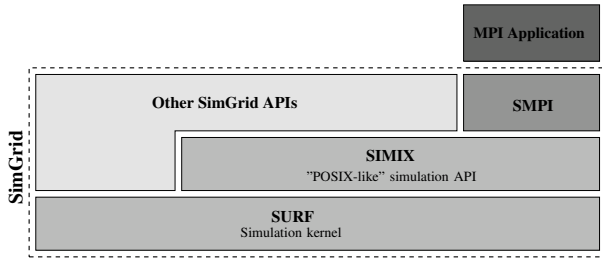 MPI Application
Other SimGrid APIs
SMPI
SIMIX
”POSIX-like” simulation API
SURF
Simulation kernel
SimGrid